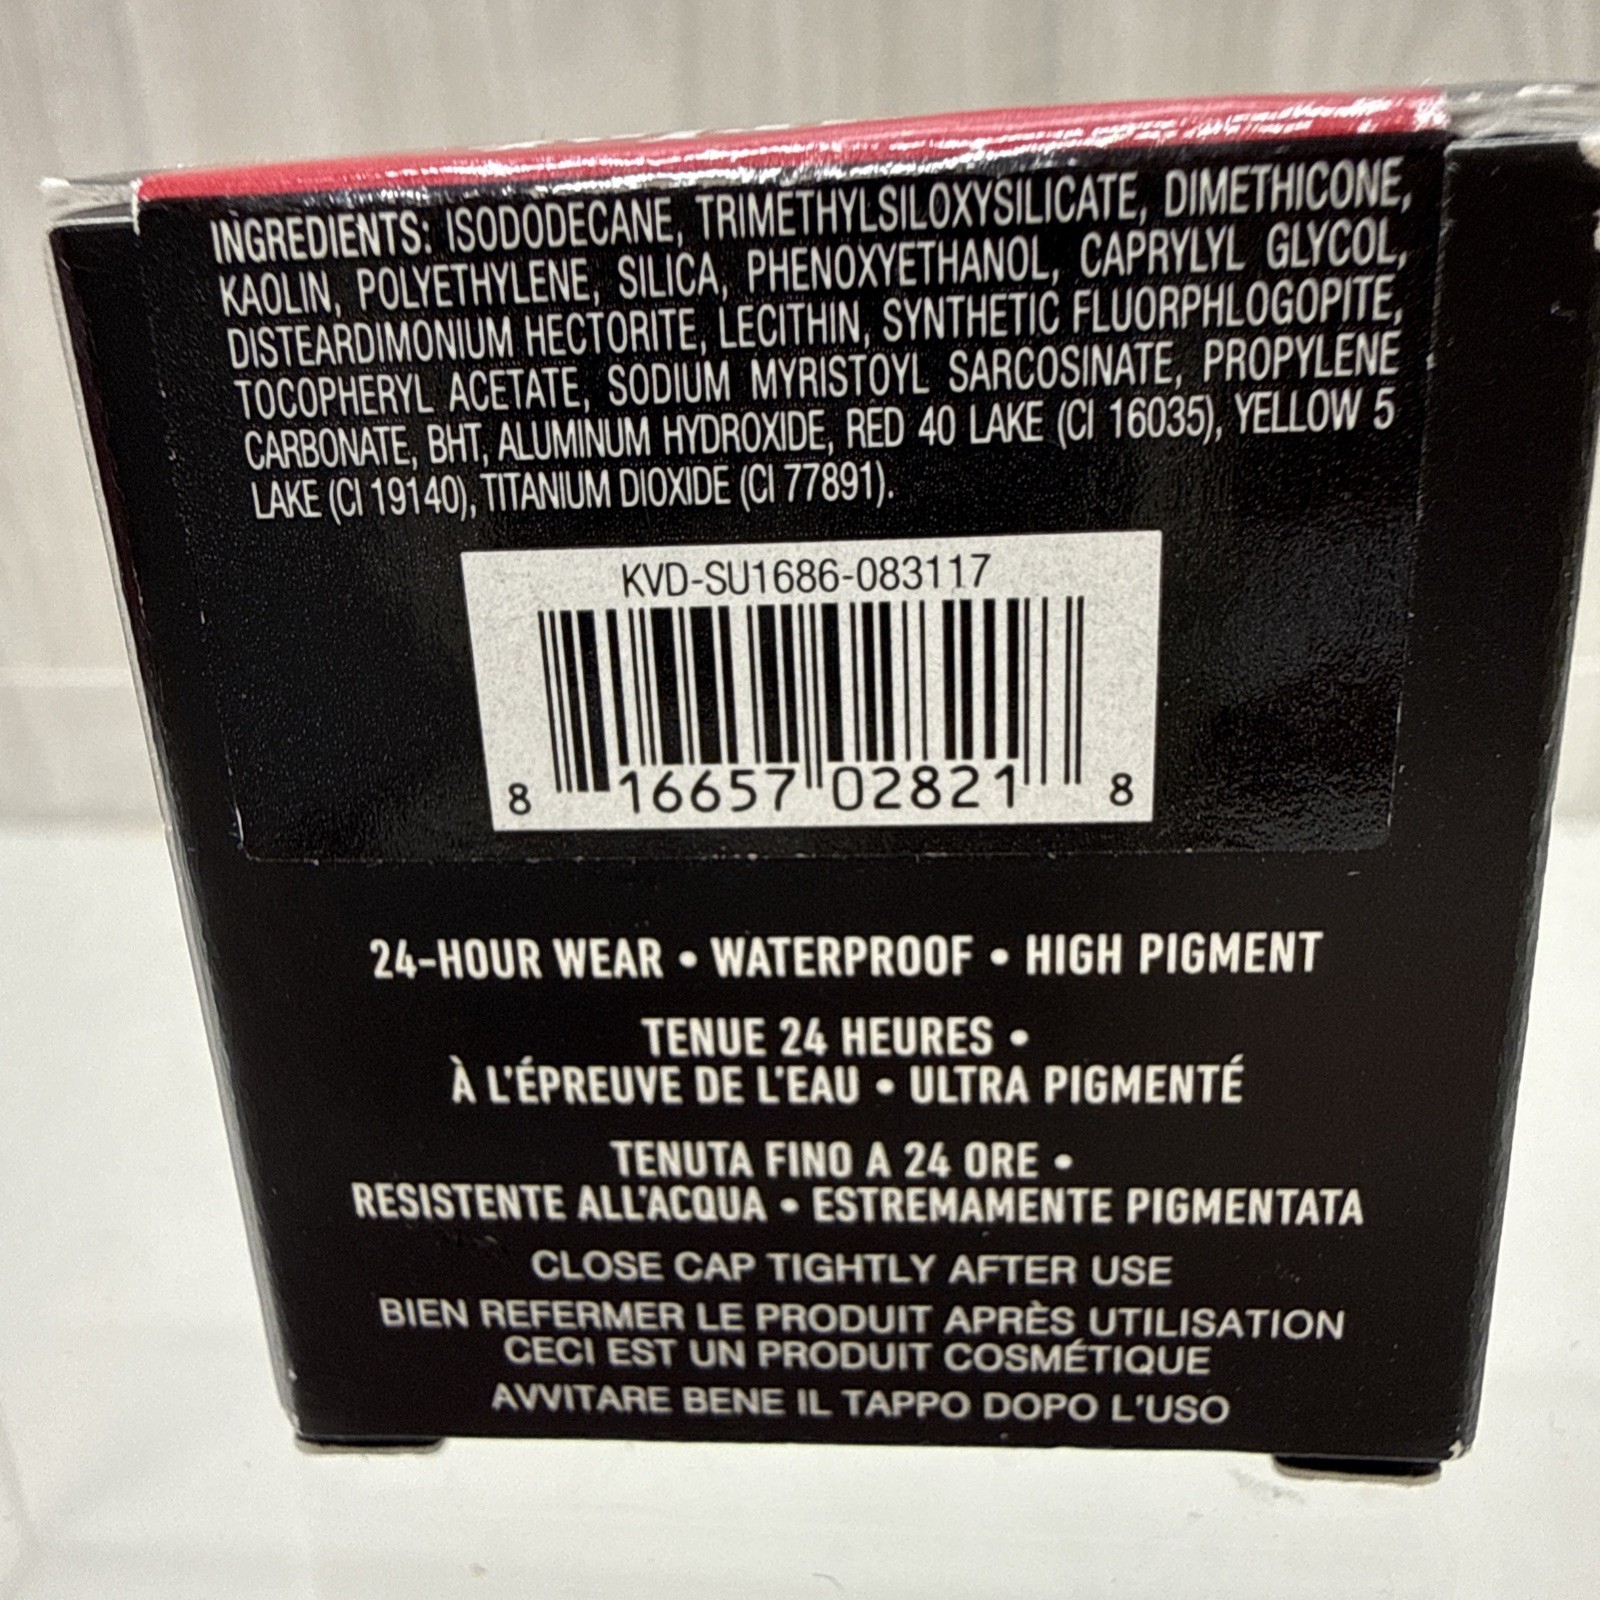 INGREDIENTS: ISODODECANE, TRIMETHYLSILOXYSILICATE, DIMETHICONE,
KAOLIN, POLYETHYLENE, SILICA, PHENOXYETHANOL, CAPRYLYL GLYCOL,
DISTEARDIMONIUM HECTORITE, LECITHIN, SYNTHETIC FLUORPHLOGOPITE,
TOCOPHERYL ACETATE, SODIUM MYRISTOYL SARCOSINATE, PROPYLENE
CARBONATE, BHT, ALUMINUM HYDROXIDE, RED 40 LAKE (CI 16035), YELLOW 5
LAKE (CI 19140), TITANIUM DIOXIDE (CI 77891).
KVD-SU1686-083117
8 16657 02821 8
24-HOUR WEAR • WATERPROOF • HIGH PIGMENT
TENUE 24 HEURES •
À L'ÉPREUVE DE L'EAU • ULTRA PIGMENTÉ
TENUTA FINO A 24 ORE •
RESISTENTE ALL'ACQUA • ESTREMAMENTE PIGMENTATA
CLOSE CAP TIGHTLY AFTER USE
BIEN REFERMER LE PRODUIT APRÈS UTILISATION
CECI EST UN PRODUIT COSMÉTIQUE
AVVITARE BENE IL TAPPO DOPO L'USO